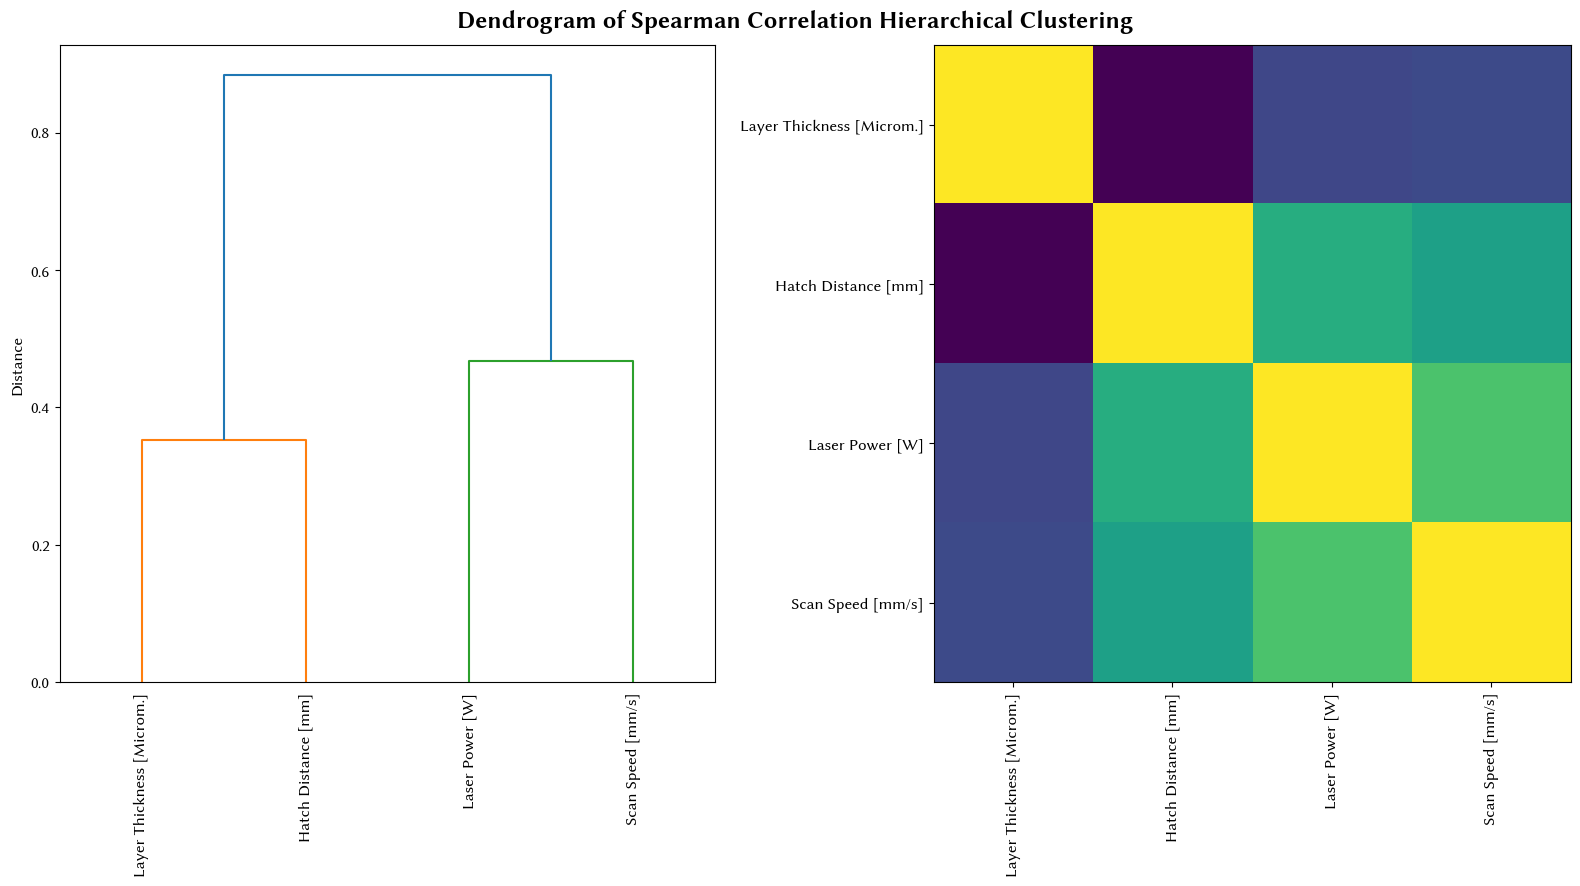 Dendrogram of Spearman Correlation Hierarchical Clustering
Distance
0.8
0.6
0.4
0.2
0.0
Layer Thickness [Microm.]
Hatch Distance [mm]
Laser Power [W]
Scan Speed [mm/s]
Layer Thickness [Microm.]
Hatch Distance [mm]
Laser Power [W]
Scan Speed [mm/s]
Layer Thickness [Microm.]
Hatch Distance [mm]
Laser Power [W]
Scan Speed [mm/s]